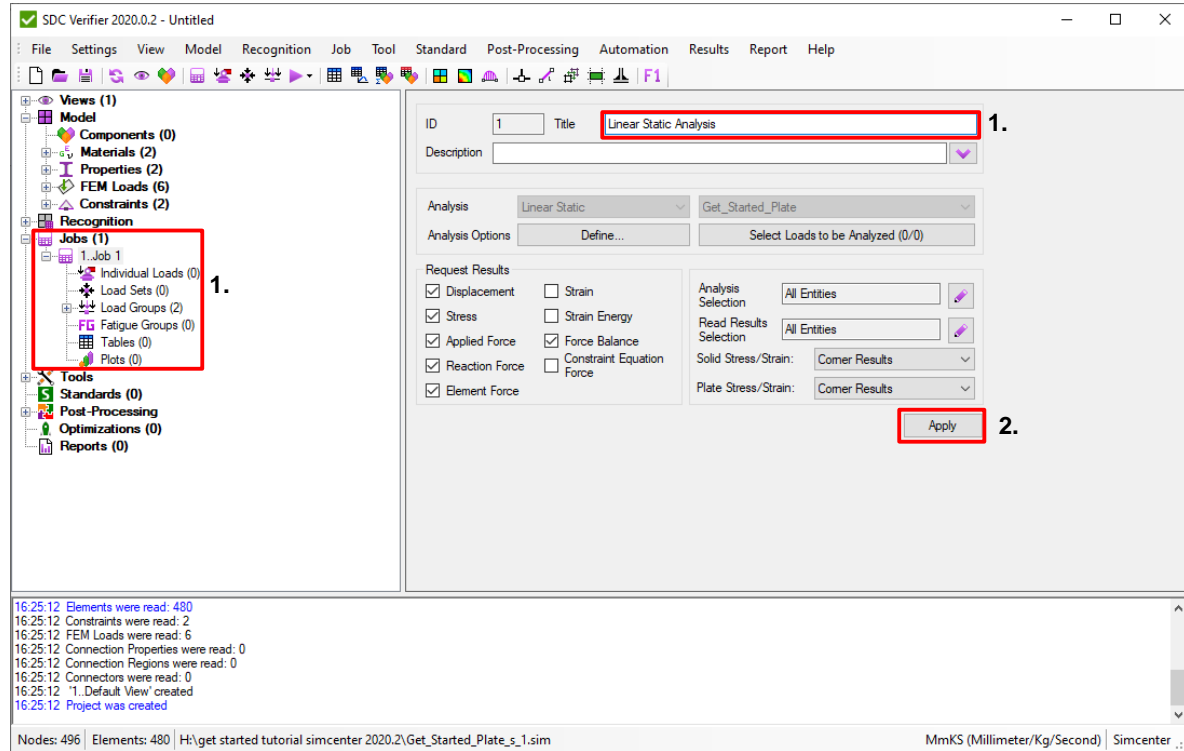 SDC Verifier 2020.0.2 - Untitled
File Settings View Model Recognition Job Tool Standard Post-Processing Automation Results Report Help
F1
Views (1)
Model
Components (0)
Materials (2)
Properties (2)
FEM Loads (6)
Constraints (2)
Recognition
Jobs (1)
1..Job 1
Individual Loads (0)
Load Sets (0)
Load Groups (2)
FG Fatigue Groups (0)
Tables (0)
Plots (0)
1.
Tools
Standards (0)
Post-Processing
Optimizations (0)
Reports (0)
ID 1 Title Linear Static Analysis
1.
Description
Analysis Linear Static Get_Started_Plate
Analysis Options Define... Select Loads to be Analyzed (0/0)
Request Results
Displacement Strain
Stress Strain Energy
Applied Force Force Balance
Reaction Force Constraint Equation
Force
Element Force
Analysis
Selection All Entities
Read Results
Selection All Entities
Solid Stress/Strain: Corner Results
Plate Stress/Strain: Corner Results
Apply
2.
16:25:12 Elements were read: 480
16:25:12 Constraints were read: 2
16:25:12 FEM Loads were read: 6
16:25:12 Connection Properties were read: 0
16:25:12 Connection Regions were read: 0
16:25:12 Connectors were read: 0
16:25:12 '1..Default View' created
16:25:12 Project was created
Nodes: 496 Elements: 480 H:\get started tutorial simcenter 2020.2\Get_Started_Plate_s_1.sim MmKS (Millimeter/Kg/Second) Simcenter